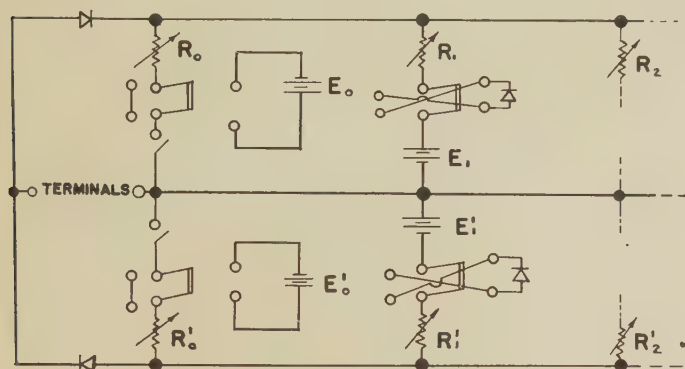 R₀
E₀
R₁
E₁
R₂
TERMINALS
E'₀
R'₀
E'₁
R'₁
R'₂